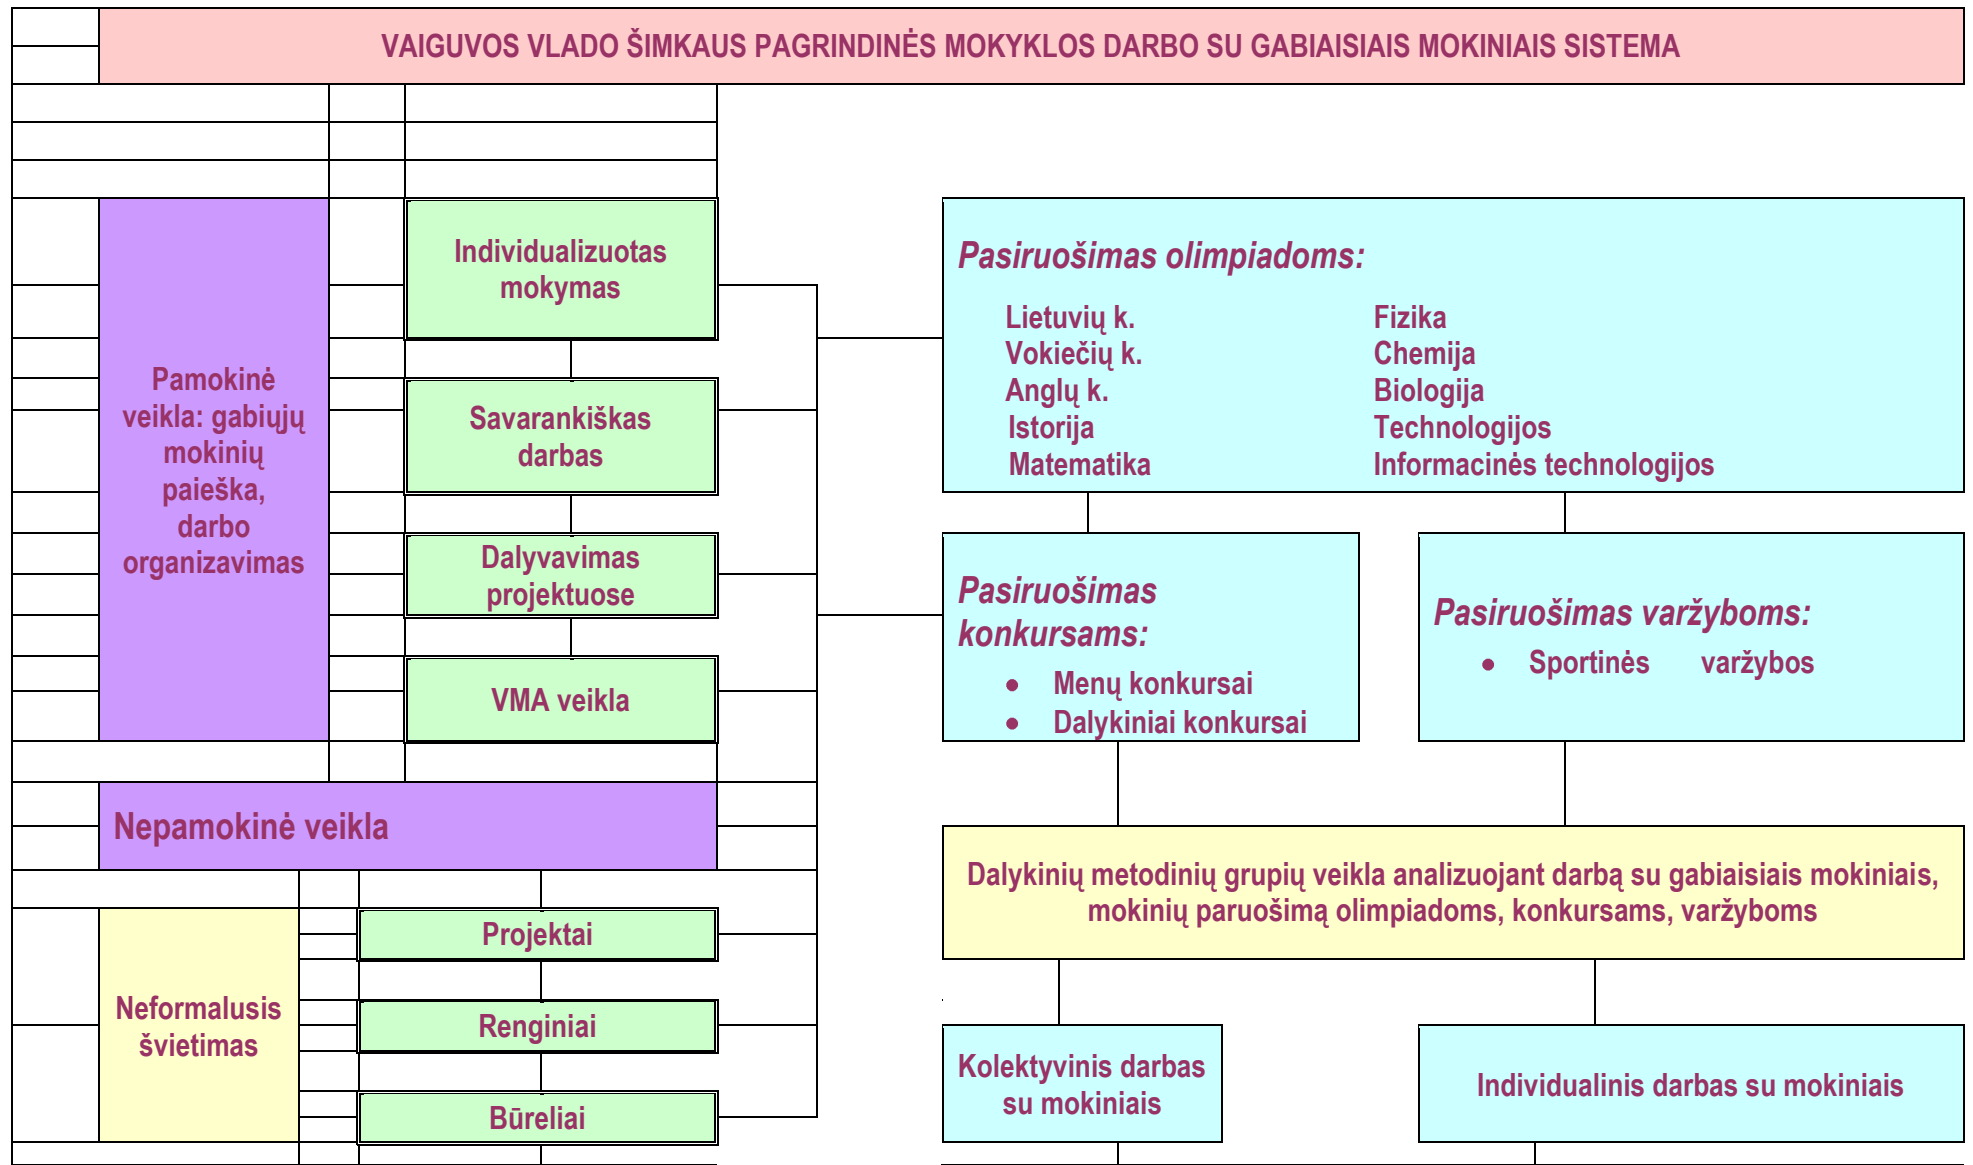 VAIGUVOS VLADO ŠIMKAUS PAGRINDINĖS MOKYKLOS DARBO SU GABIAISIAIS MOKINIAIS SISTEMA
Pamokinė
veikla: gabiųjų
mokinių
paieška,
darbo
organizavimas
Individualizuotas
mokymas
Savarankiškas
darbas
Dalyvavimas
projektuose
VMA veikla
Pasiruošimas olimpiadoms:
Lietuvių k.
Vokiečių k.
Anglų k.
Istorija
Matematika
Fizika
Chemija
Biologija
Technologijos
Informacinės technologijos
Pasiruošimas
konkursams:
• Menų konkursai
• Dalykiniai konkursai
Pasiruošimas varžyboms:
• Sportinės varžybos
Nepamokinė veikla
Neformalusis
švietimas
Projektai
Renginiai
Būreliai
Dalykinių metodinių grupių veikla analizuojant darbą su gabiaisiais mokiniais,
mokinių paruošimą olimpiadoms, konkursams, varžyboms
Kolektyvinis darbas
su mokiniais
Individualinis darbas su mokiniais